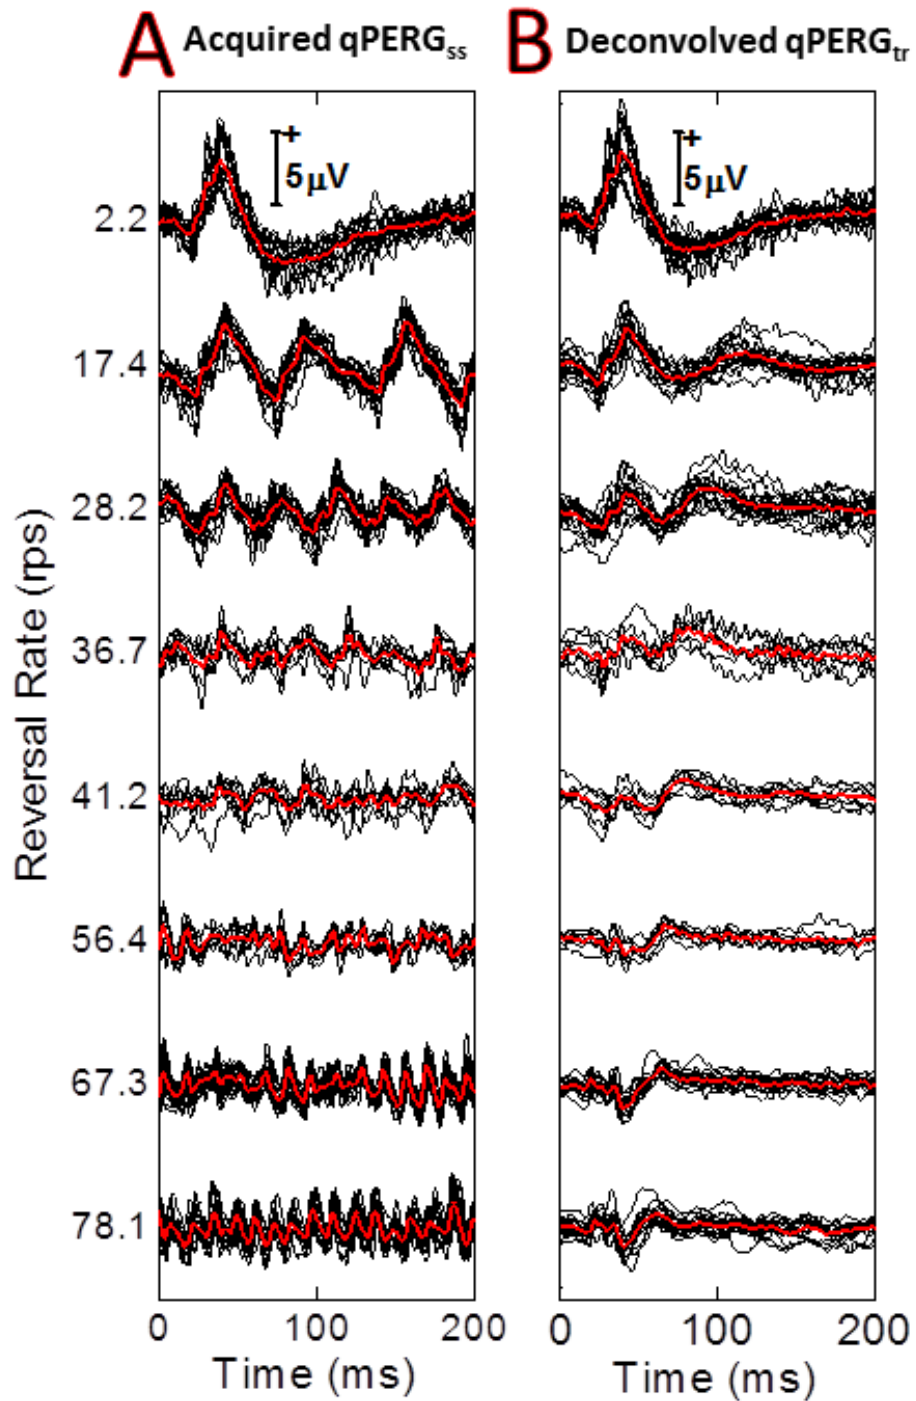 A Acquired qPERGss
B Deconvolved qPERGtr
+
5μV
+
5μV
Reversal Rate (rps)
2.2
17.4
28.2
36.7
41.2
56.4
67.3
78.1
0 100 200
0 100 200
Time (ms)
Time (ms)